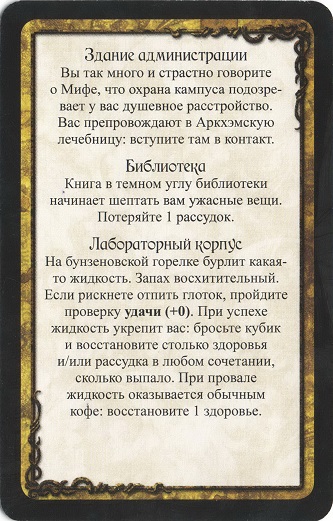 Здание администрации
Вы так много и страстно говорите
о Мифе, что охрана кампуса подозре-
вает у вас душевное расстройство.
Вас препровождают в Аркхэмскую
лечебницу: вступите там в контакт.
Библиотека
Книга в темном углу библиотеки
начинает шептать вам ужасные вещи.
Потеряйте 1 рассудок.
Лабораторный корпус
На бунзеновской горелке бурлит какая-
то жидкость. Запах восхитительный.
Если рискнете отпить глоток, пройдите
проверку удачи (+0). При успехе
жидкость укрепит вас: бросьте кубик
и восстановите столько здоровья
и/или рассудка в любом сочетании,
сколько выпало. При провале
жидкость оказывается обычным
кофе: восстановите 1 здоровье.